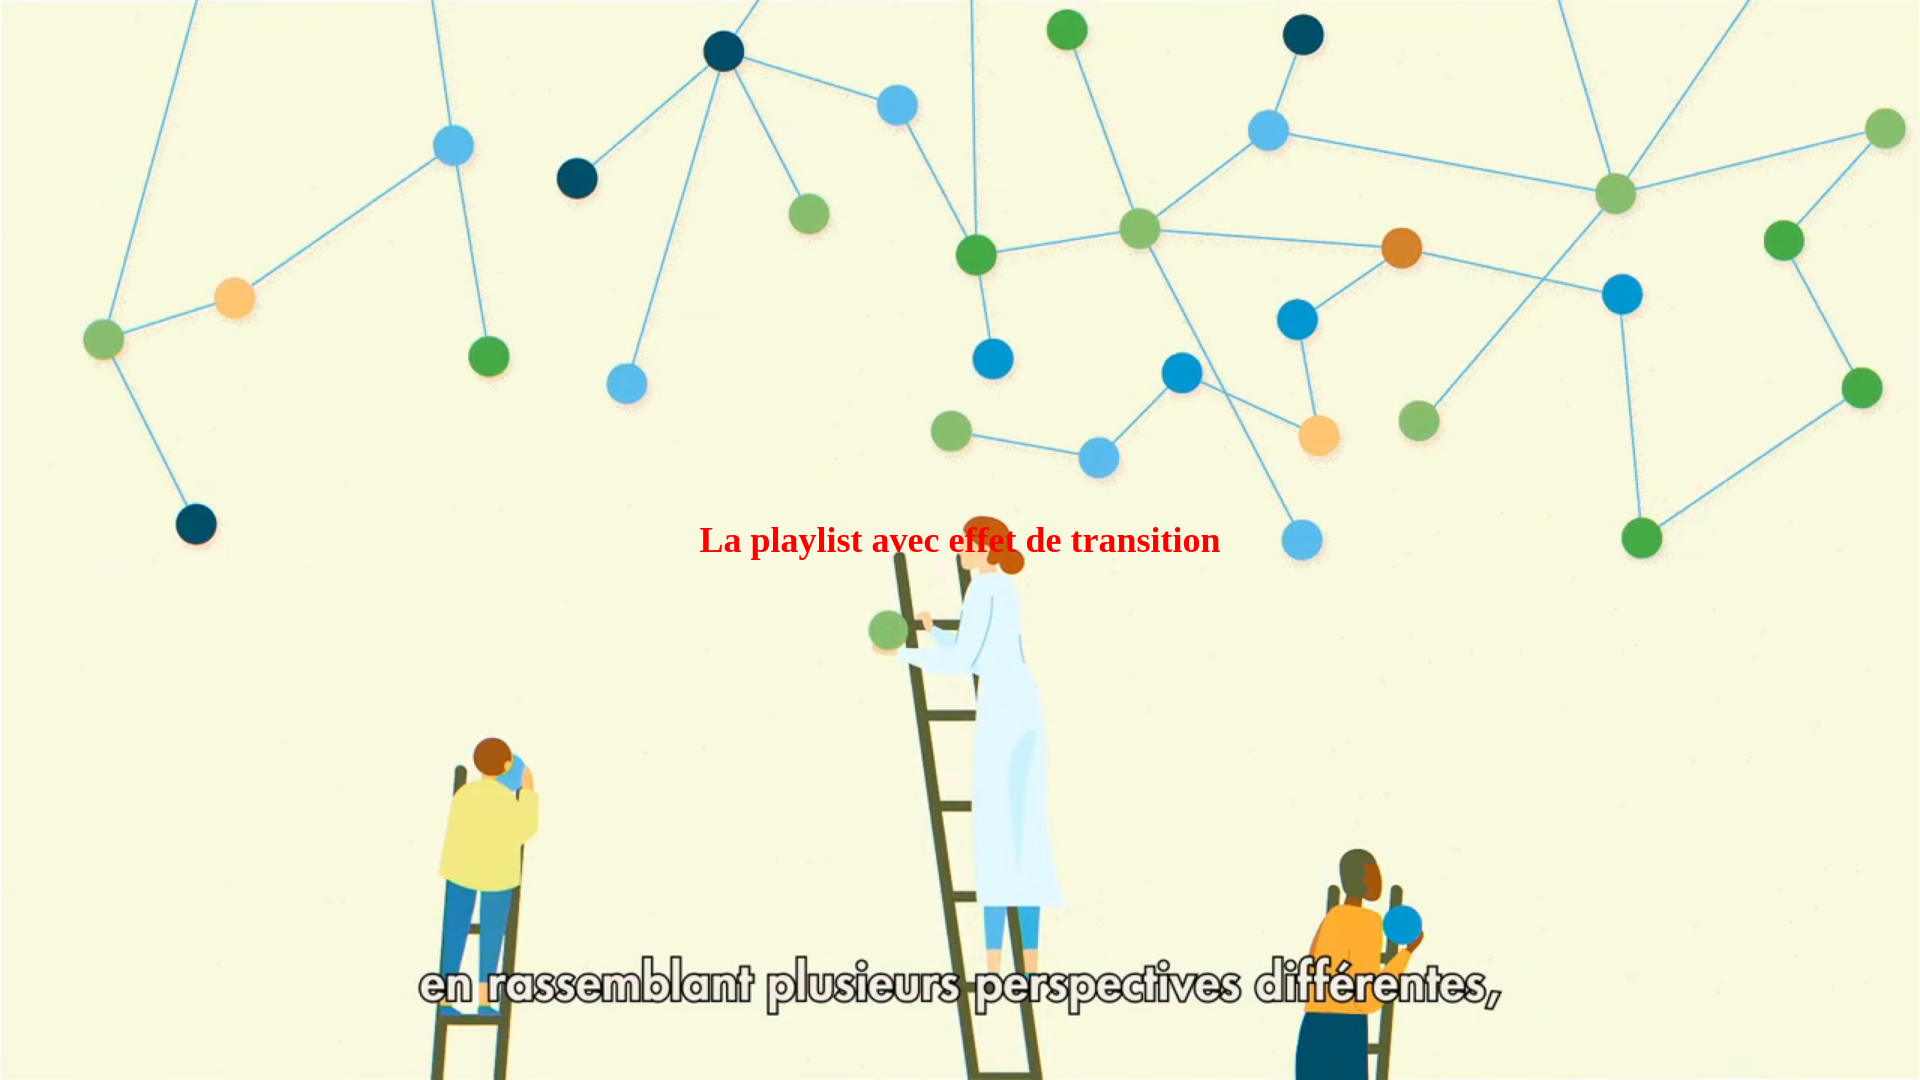 La playlist avec effet de transition
en rassemblant plusieurs perspectives différentes,